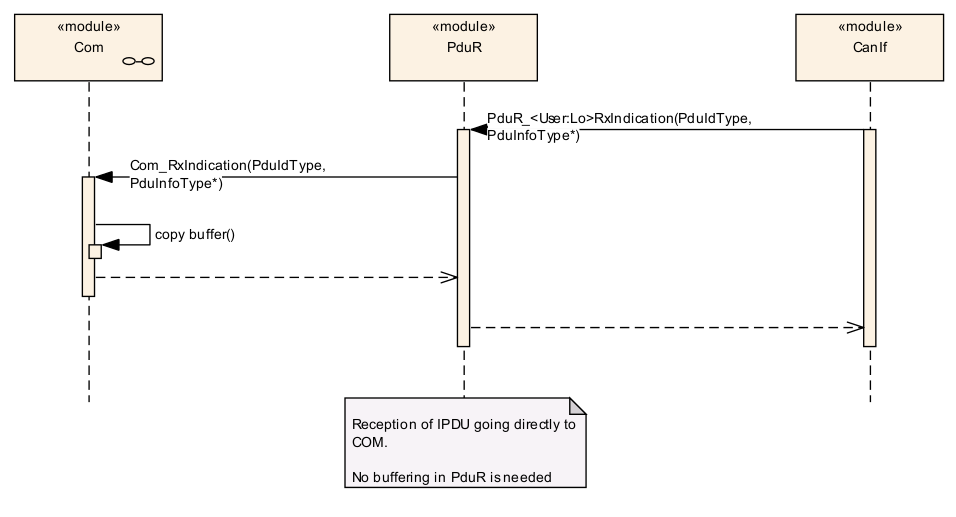 «module»
Com
«module»
PduR
«module»
CanIf
PduR_<User:Lo>RxIndication(PduIdType,
PduInfoType*)
Com_RxIndication(PduIdType,
PduInfoType*)
copy buffer()
Reception of IPDU going directly to
COM.
No buffering in PduR is needed